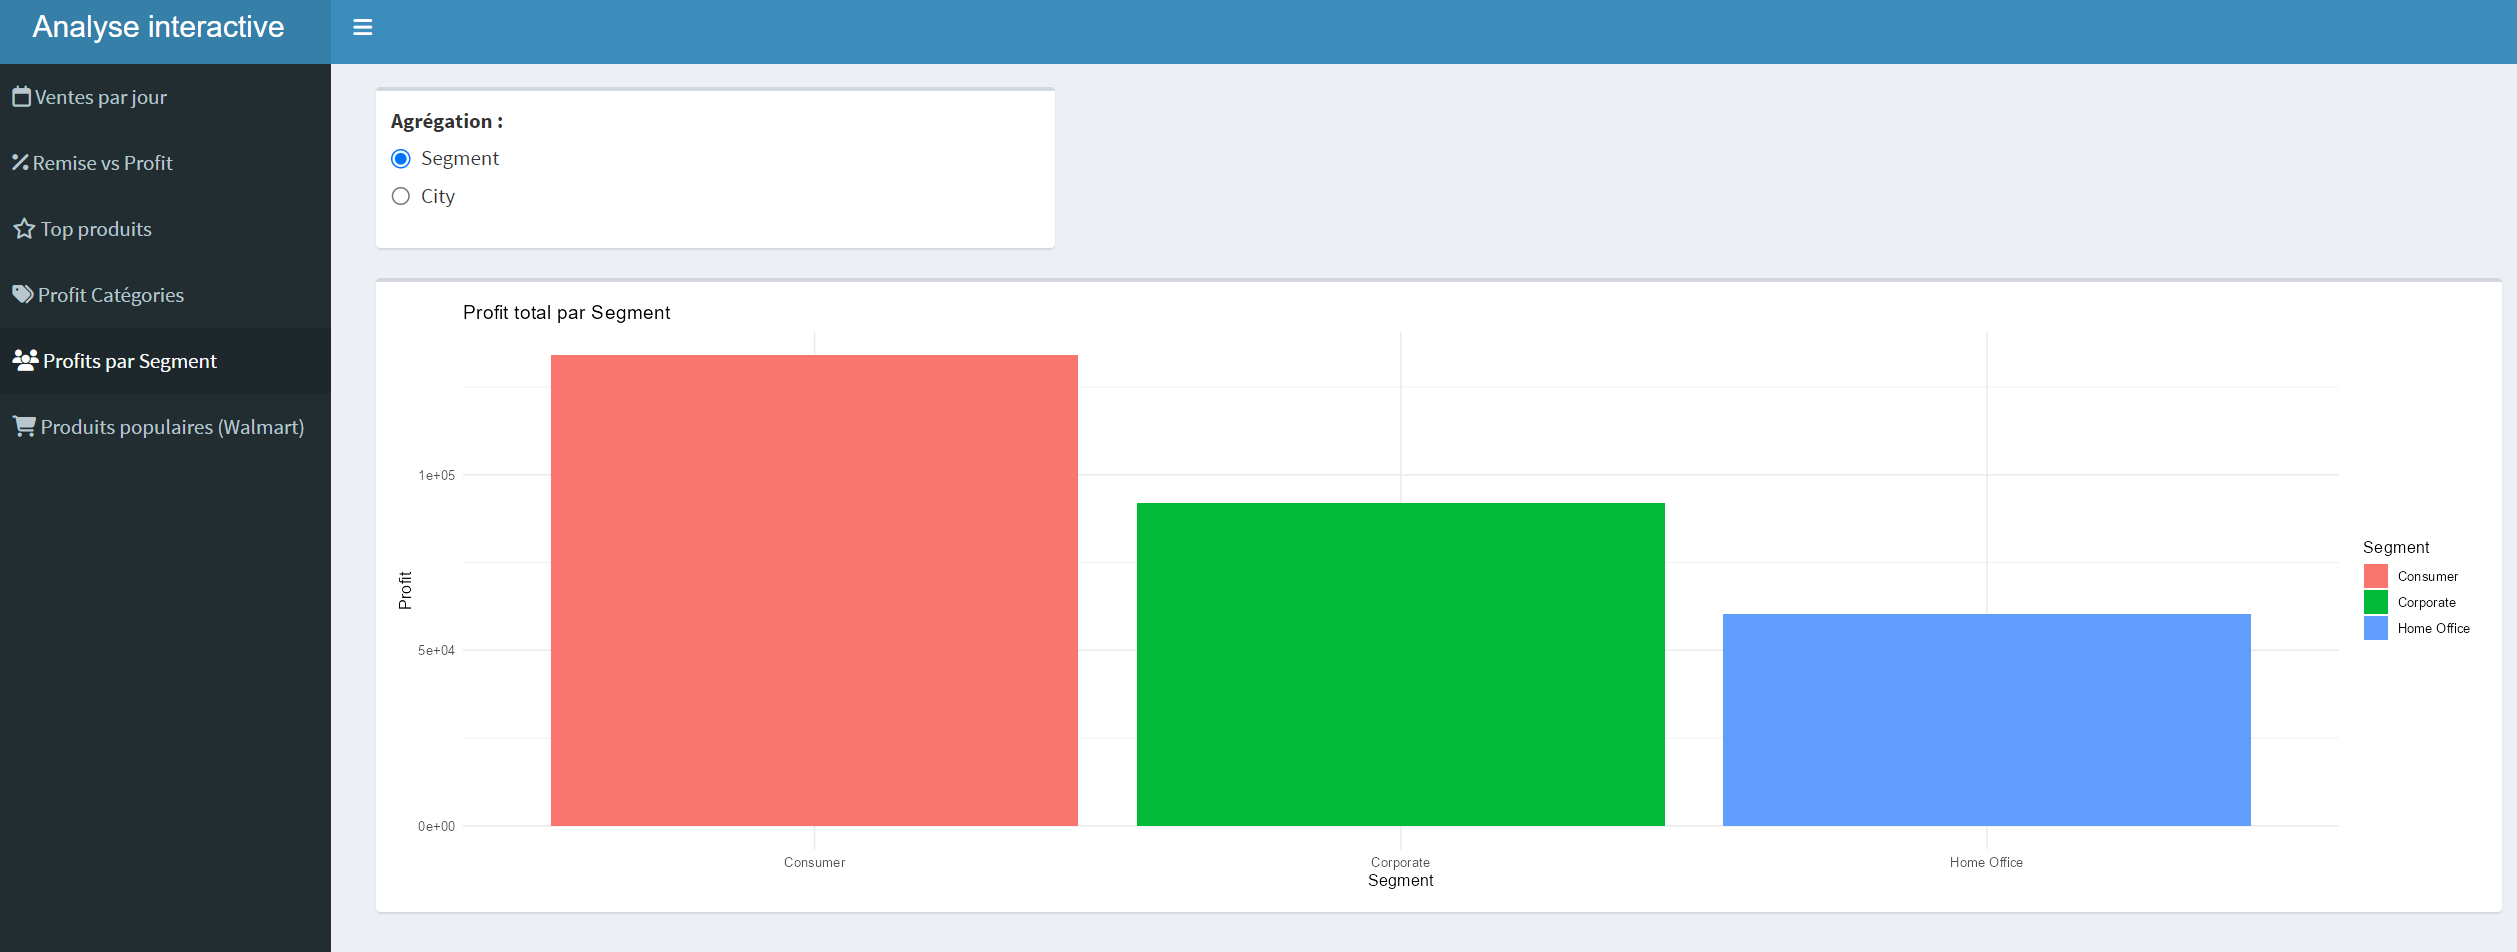 Analyse interactive
Ventes par jour
Remise vs Profit
Top produits
Profit Catégories
Profits par Segment
Produits populaires (Walmart)
Agrégation :
Segment
City
Profit total par Segment
1e+05
5e+04
0e+00
Profit
Consumer
Corporate
Home Office
Segment
Segment
Consumer
Corporate
Home Office